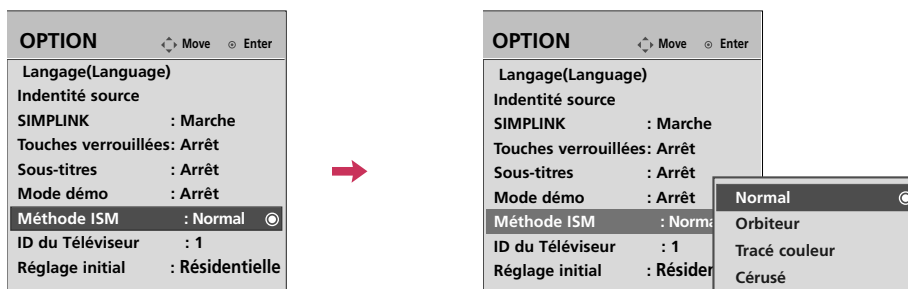 OPTION Move Enter
Langage(Language)
Indentité source
SIMPLINK : Marche
Touches verrouillées: Arrêt
Sous-titres : Arrêt
Mode démo : Arrêt
Méthode ISM : Normal
ID du Téléviseur : 1
Réglage initial : Résidentielle
OPTION Move Enter
Langage(Language)
Indentité source
SIMPLINK : Marche
Touches verrouillées: Arrêt
Sous-titres : Arrêt
Mode démo : Arrêt
Méthode ISM : Norma
ID du Téléviseur : 1
Réglage initial : Résider
Normal
Orbiteur
Tracé couleur
Cérusé